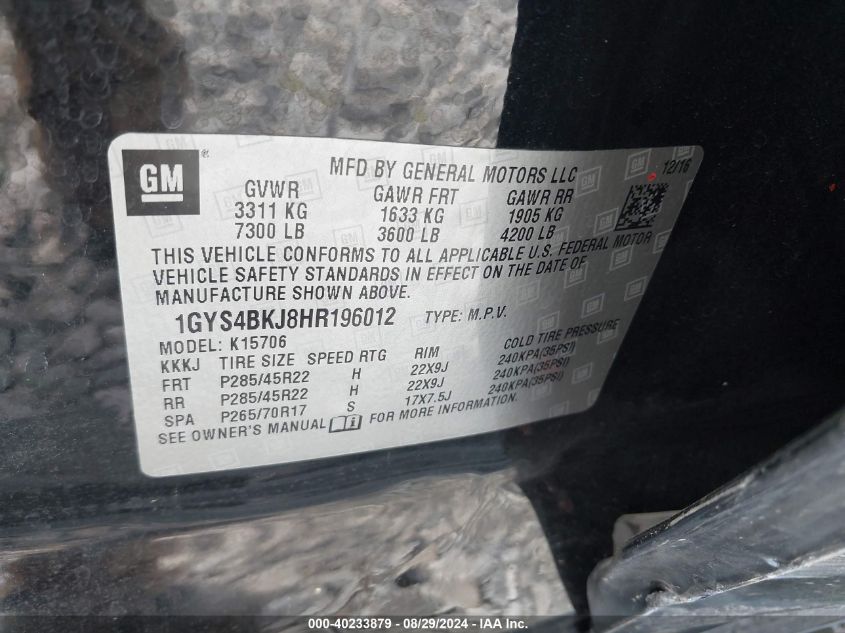 GM
MFD BY GENERAL MOTORS LLC
12/16
GVWR GAWR FRT GAWR RR
3311 KG 1633 KG 1905 KG
7300 LB 3600 LB 4200 LB
THIS VEHICLE CONFORMS TO ALL APPLICABLE U.S. FEDERAL MOTOR
VEHICLE SAFETY STANDARDS IN EFFECT ON THE DATE OF
MANUFACTURE SHOWN ABOVE.
1GYS4BKJ8HR196012 TYPE: M.P.V.
MODEL: K15706
KKKJ TIRE SIZE SPEED RTG RIM COLD TIRE PRESSURE
FRT P285/45R22 H 22X9J 240KPA(35PSI)
RR P285/45R22 H 22X9J 240KPA(35PSI)
SPA P265/70R17 S 17X7.5J 240KPA(35PSI)
SEE OWNER'S MANUAL FOR MORE INFORMATION.
000-40233879 - 08/29/2024 - IAA Inc.